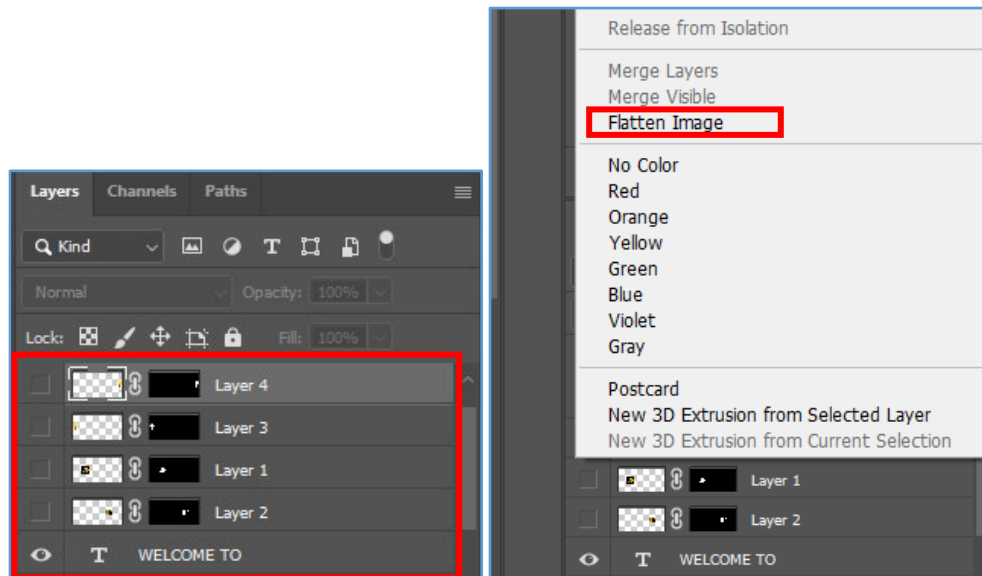 Layers Channels Paths
Kind
Normal Opacity: 100%
Lock: Fill: 100%
Layer 4
Layer 3
Layer 1
Layer 2
T WELCOME TO
Release from Isolation
Merge Layers
Merge Visible
Flatten Image
No Color
Red
Orange
Yellow
Green
Blue
Violet
Gray
Postcard
New 3D Extrusion from Selected Layer
New 3D Extrusion from Current Selection
Layer 1
Layer 2
T WELCOME TO